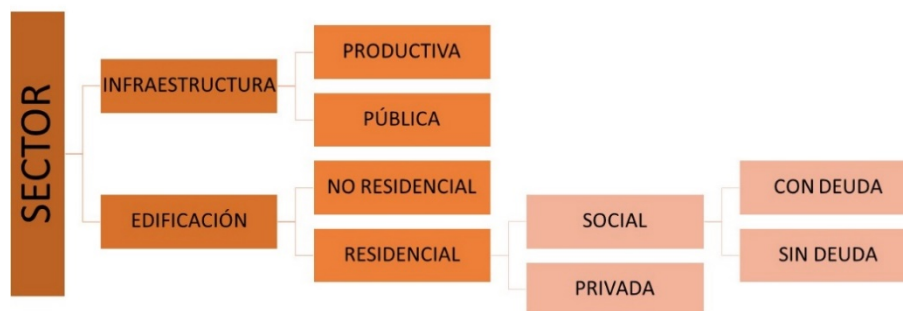 SECTOR
INFRAESTRUCTURA
PRODUCTIVA
PÚBLICA
EDIFICACIÓN
NO RESIDENCIAL
RESIDENCIAL
SOCIAL
PRIVADA
CON DEUDA
SIN DEUDA